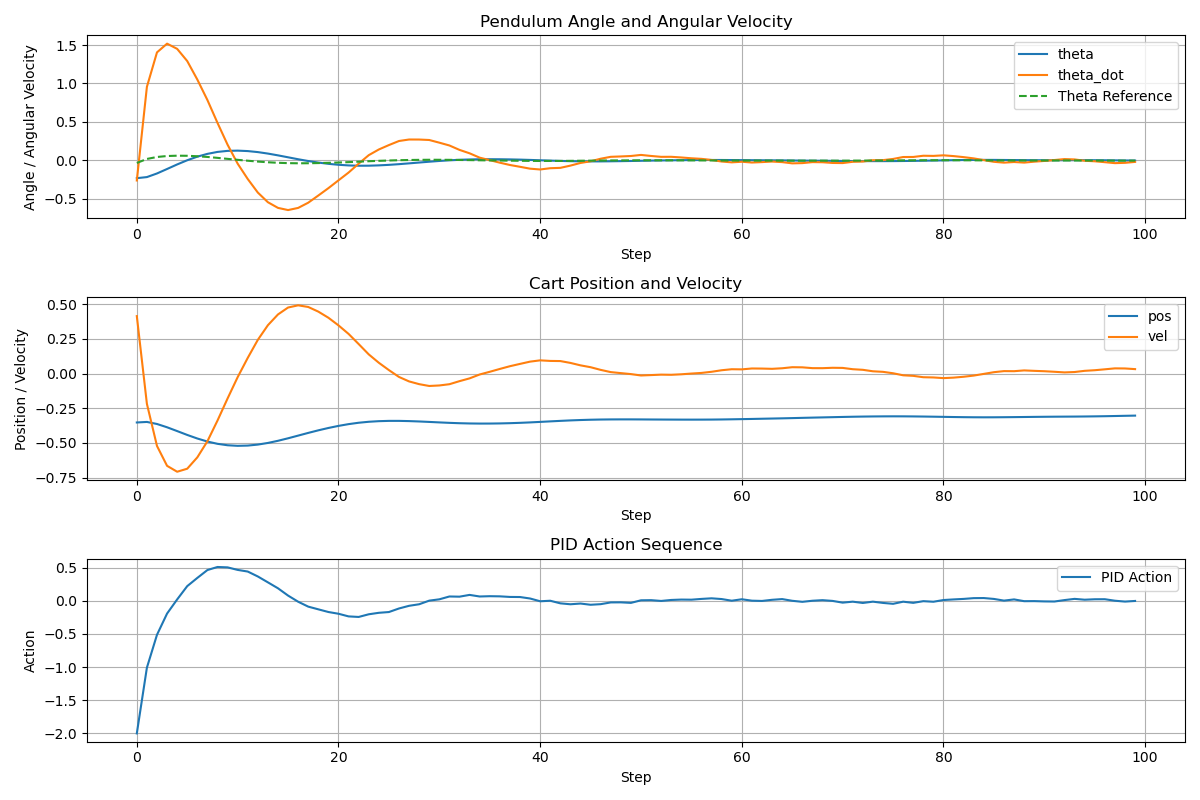 Pendulum Angle and Angular Velocity
Angle / Angular Velocity
1.5
1.0
0.5
0.0
−0.5
theta
theta_dot
Theta Reference
0 20 40 60 80 100
Step
Cart Position and Velocity
Position / Velocity
0.50
0.25
0.00
−0.25
−0.50
−0.75
pos
vel
0 20 40 60 80 100
Step
PID Action Sequence
Action
0.5
0.0
−0.5
−1.0
−1.5
−2.0
PID Action
0 20 40 60 80 100
Step